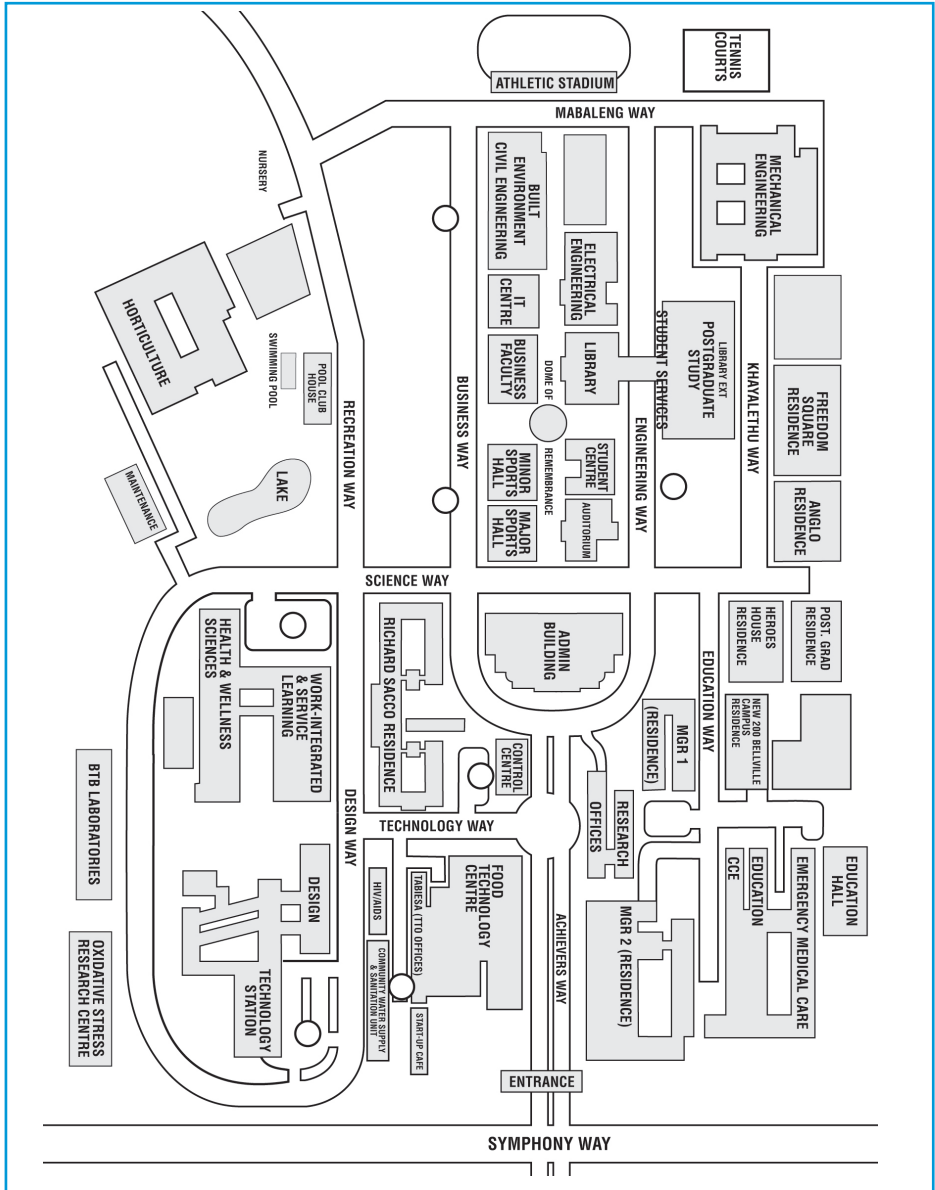 TENNIS
COURTS
ATHLETIC STADIUM
MABALENG WAY
NURSERY
BUILT
ENVIRONMENT
CIVIL ENGINEERING
MECHANICAL
ENGINEERING
ELECTRICAL
ENGINEERING
IT
CENTRE
HORTICULTURE
SWIMMING POOL
POOL CLUB
HOUSE
RECREATION WAY
BUSINESS WAY
BUSINESS
FACULTY
DOME OF
REMEMBRANCE
LIBRARY
STUDENT SERVICES
LIBRARY EXT
POSTGRADUATE
STUDY
KHAYALETHU WAY
FREEDOM
SQUARE
RESIDENCE
ENGINEERING WAY
STUDENT
CENTRE
MINOR
SPORTS
HALL
MAJOR
SPORTS
HALL
AUDITORIUM
ANGLO
RESIDENCE
LAKE
MAINTENANCE
SCIENCE WAY
HEALTH & WELLNESS
SCIENCES
WORK-INTEGRATED
& SERVICE
LEARNING
RICHARD SACCO RESIDENCE
ADMIN
BUILDING
EDUCATION WAY
HEROES
HOUSE
RESIDENCE
POST. GRAD
RESIDENCE
MGR 1
(RESIDENCE)
NEW 200 BELLVILLE
CAMPUS
RESIDENCE
CONTROL
CENTRE
RESEARCH
OFFICES
BTB LABORATORIES
DESIGN WAY
TECHNOLOGY WAY
DESIGN
HIV/AIDS
TABIESA (TTO OFFICES)
FOOD
TECHNOLOGY
CENTRE
ACHIEVERS WAY
MGR 2 (RESIDENCE)
CCE
EDUCATION
EMERGENCY MEDICAL CARE
EDUCATION
HALL
OXIDATIVE STRESS
RESEARCH CENTRE
TECHNOLOGY
STATION
COMMUNITY WATER SUPPLY
& SANITATION UNIT
START-UP CAFE
ENTRANCE
SYMPHONY WAY